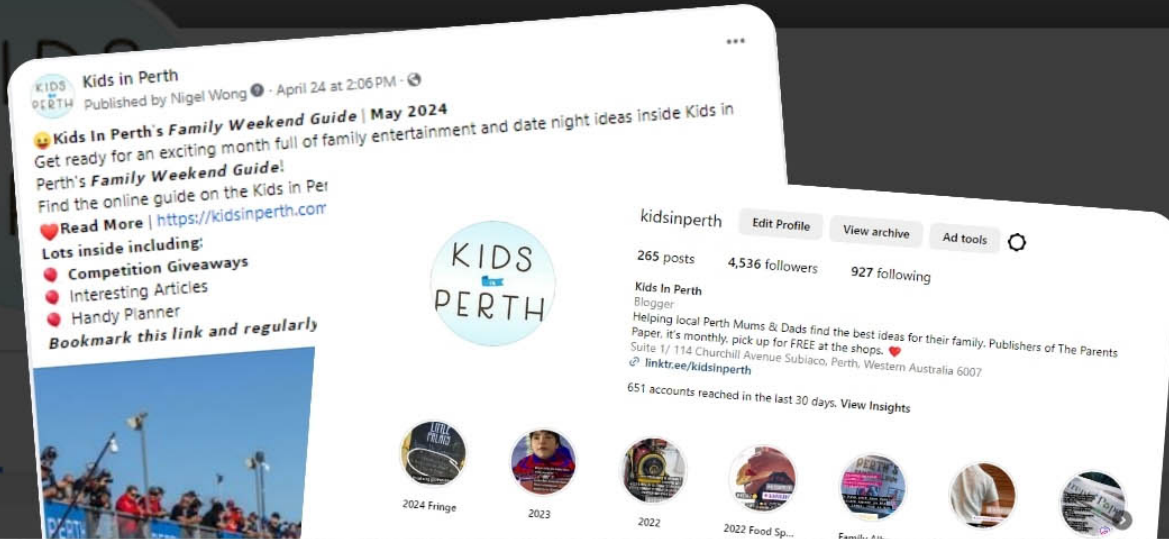 KIDS
IN
PERTH
Kids in Perth
Published by Nigel Wong · April 24 at 2:06 PM ·
😛Kids In Perth's Family Weekend Guide | May 2024
Get ready for an exciting month full of family entertainment and date night ideas inside Kids in
Perth's Family Weekend Guide!
Find the online guide on the Kids in Per
❤️Read More | https://kidsinperth.com
Lots inside including:
🎈 Competition Giveaways
🎈 Interesting Articles
🎈 Handy Planner
Bookmark this link and regularly
PERTH
KIDS
IN
PERTH
kidsinperth
Edit Profile
View archive
Ad tools
265 posts
4,536 followers
927 following
Kids In Perth
Blogger
Helping local Perth Mums & Dads find the best ideas for their family. Publishers of The Parents
Paper, it's monthly, pick up for FREE at the shops. ❤️
Suite 1/ 114 Churchill Avenue Subiaco, Perth, Western Australia 6007
linktr.ee/kidsinperth
651 accounts reached in the last 30 days. View Insights
2024 Fringe
2023
2022
2022 Food Sp...